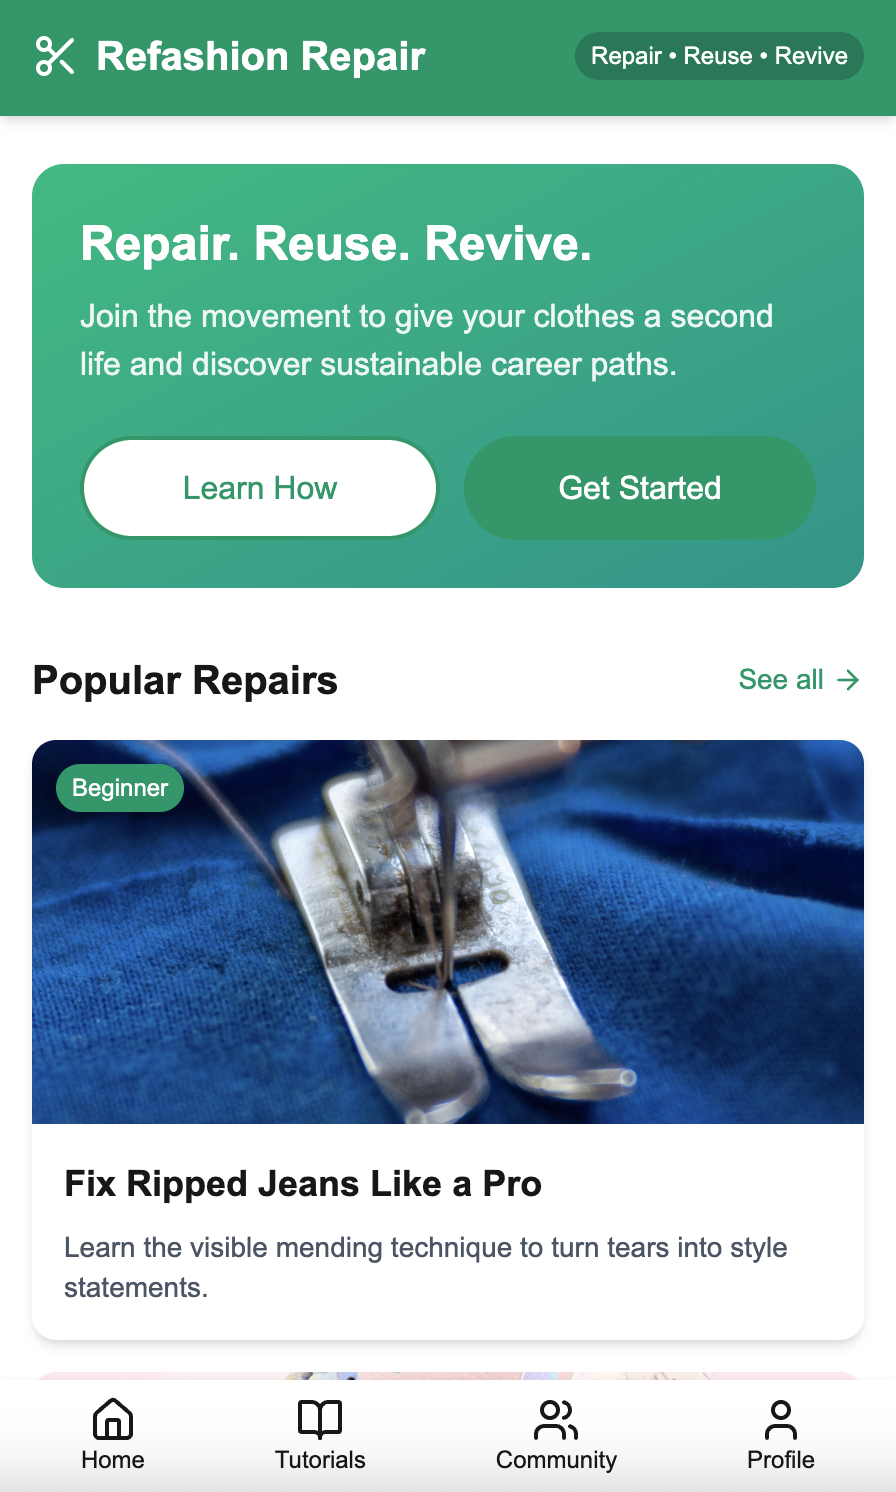 Refashion Repair
Repair • Reuse • Revive
Repair. Reuse. Revive.
Join the movement to give your clothes a second
life and discover sustainable career paths.
Learn How
Get Started
Popular Repairs
See all
Beginner
Fix Ripped Jeans Like a Pro
Learn the visible mending technique to turn tears into style
statements.
Home
Tutorials
Community
Profile